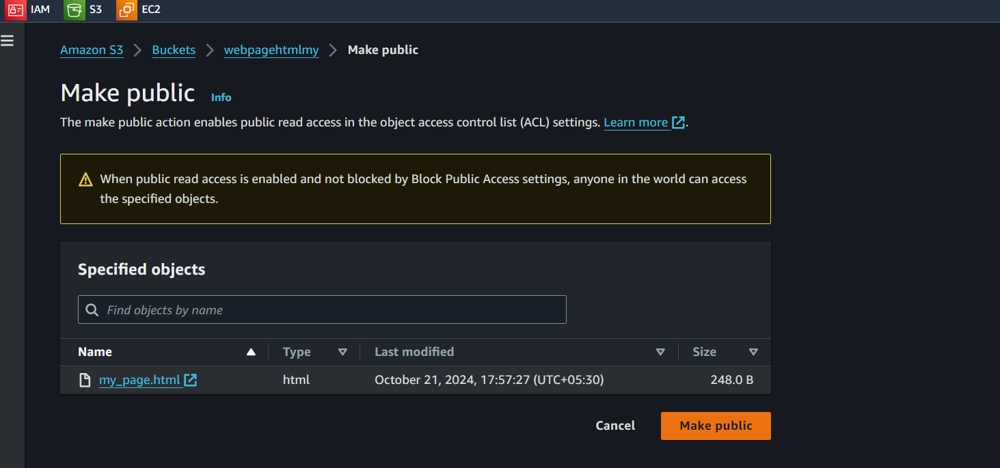 IAM S3 EC2
Amazon S3 Buckets webpagehtmlmy Make public
Make public Info
The make public action enables public read access in the object access control list (ACL) settings. Learn more.
When public read access is enabled and not blocked by Block Public Access settings, anyone in the world can access
the specified objects.
Specified objects
Find objects by name
Name Type Last modified Size
my_page.html html October 21, 2024, 17:57:27 (UTC+05:30) 248.0 B
Cancel Make public